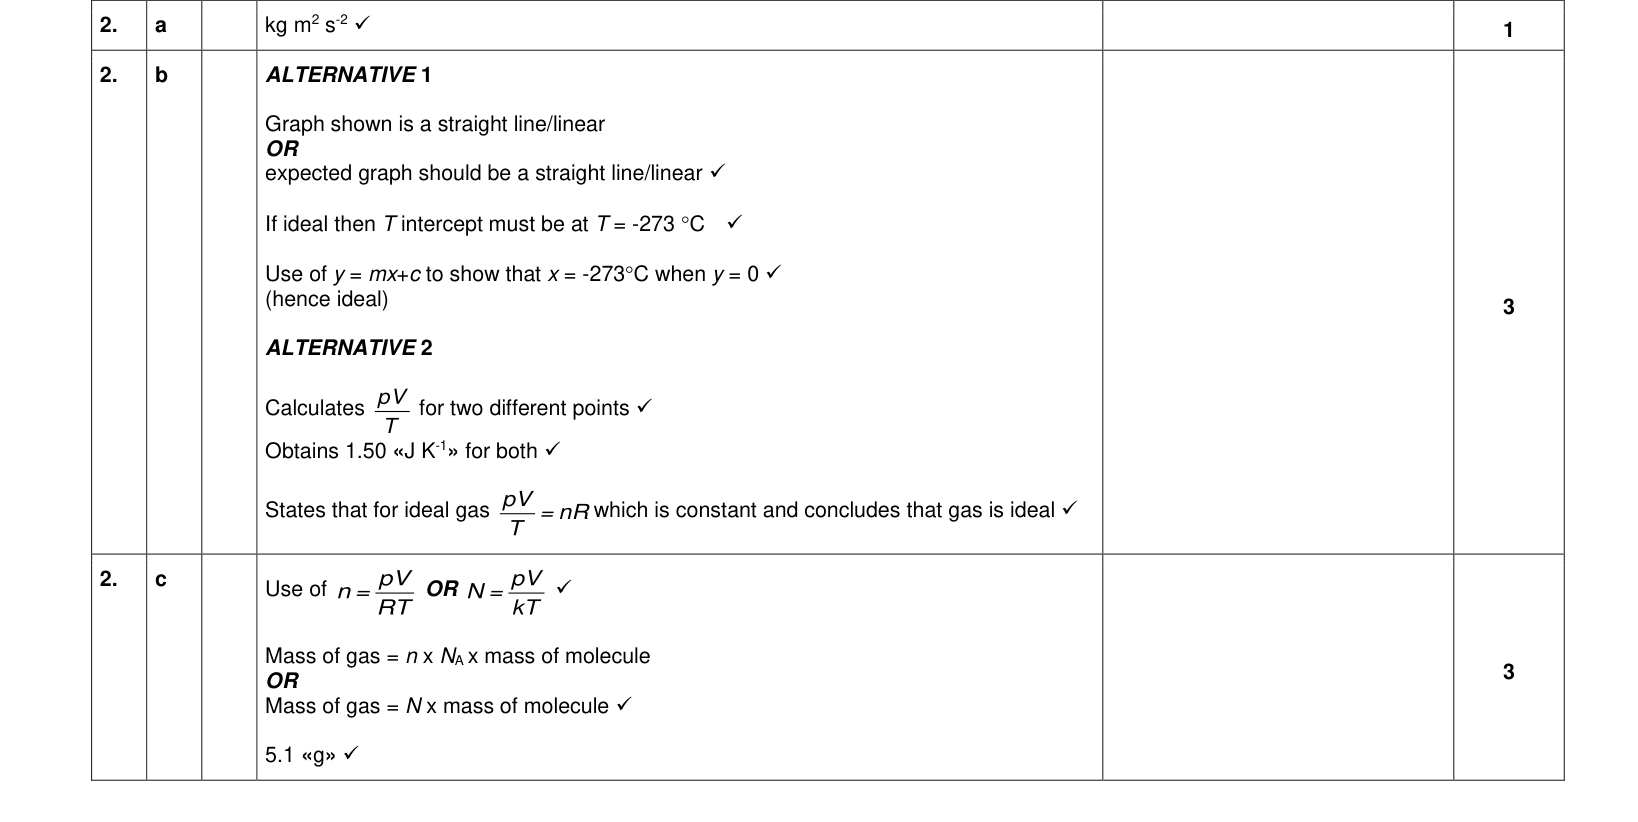 2. a kg m² s⁻² ✓ 1
2. b ALTERNATIVE 1
Graph shown is a straight line/linear
OR
expected graph should be a straight line/linear ✓
If ideal then T intercept must be at T = -273 °C ✓
Use of y = mx+c to show that x = -273°C when y = 0 ✓
(hence ideal)
3
ALTERNATIVE 2
Calculates pV/T for two different points ✓
Obtains 1.50 «J K⁻¹» for both ✓
States that for ideal gas pV/T = nR which is constant and concludes that gas is ideal ✓
2. c Use of n = pV/RT OR N = pV/kT ✓
Mass of gas = n x N_A x mass of molecule
OR
3
Mass of gas = N x mass of molecule ✓
5.1 «g» ✓